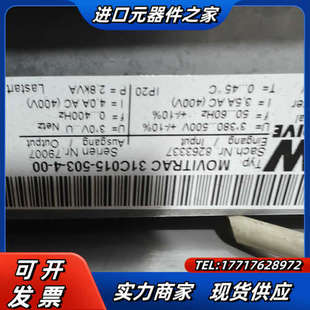 进口元器件之家
W
IVE
Typ MOVITRAC 31C015-503-4-00
Sach Nr 8263337 Serien Nr 79007
Eingang / Input Ausgang / Output
U= 3*380..500V +/-10% U= 3*0V..U Netz
f= 50..60Hz +/-10% f= 0..400Hz
I= 3.5A AC (400V) I= 4.0A AC (400V)
T= 0..45°C IP20 P= 2.8kVA
Lastart
可开发票
TEL:17717628972
实力商家 现货供应